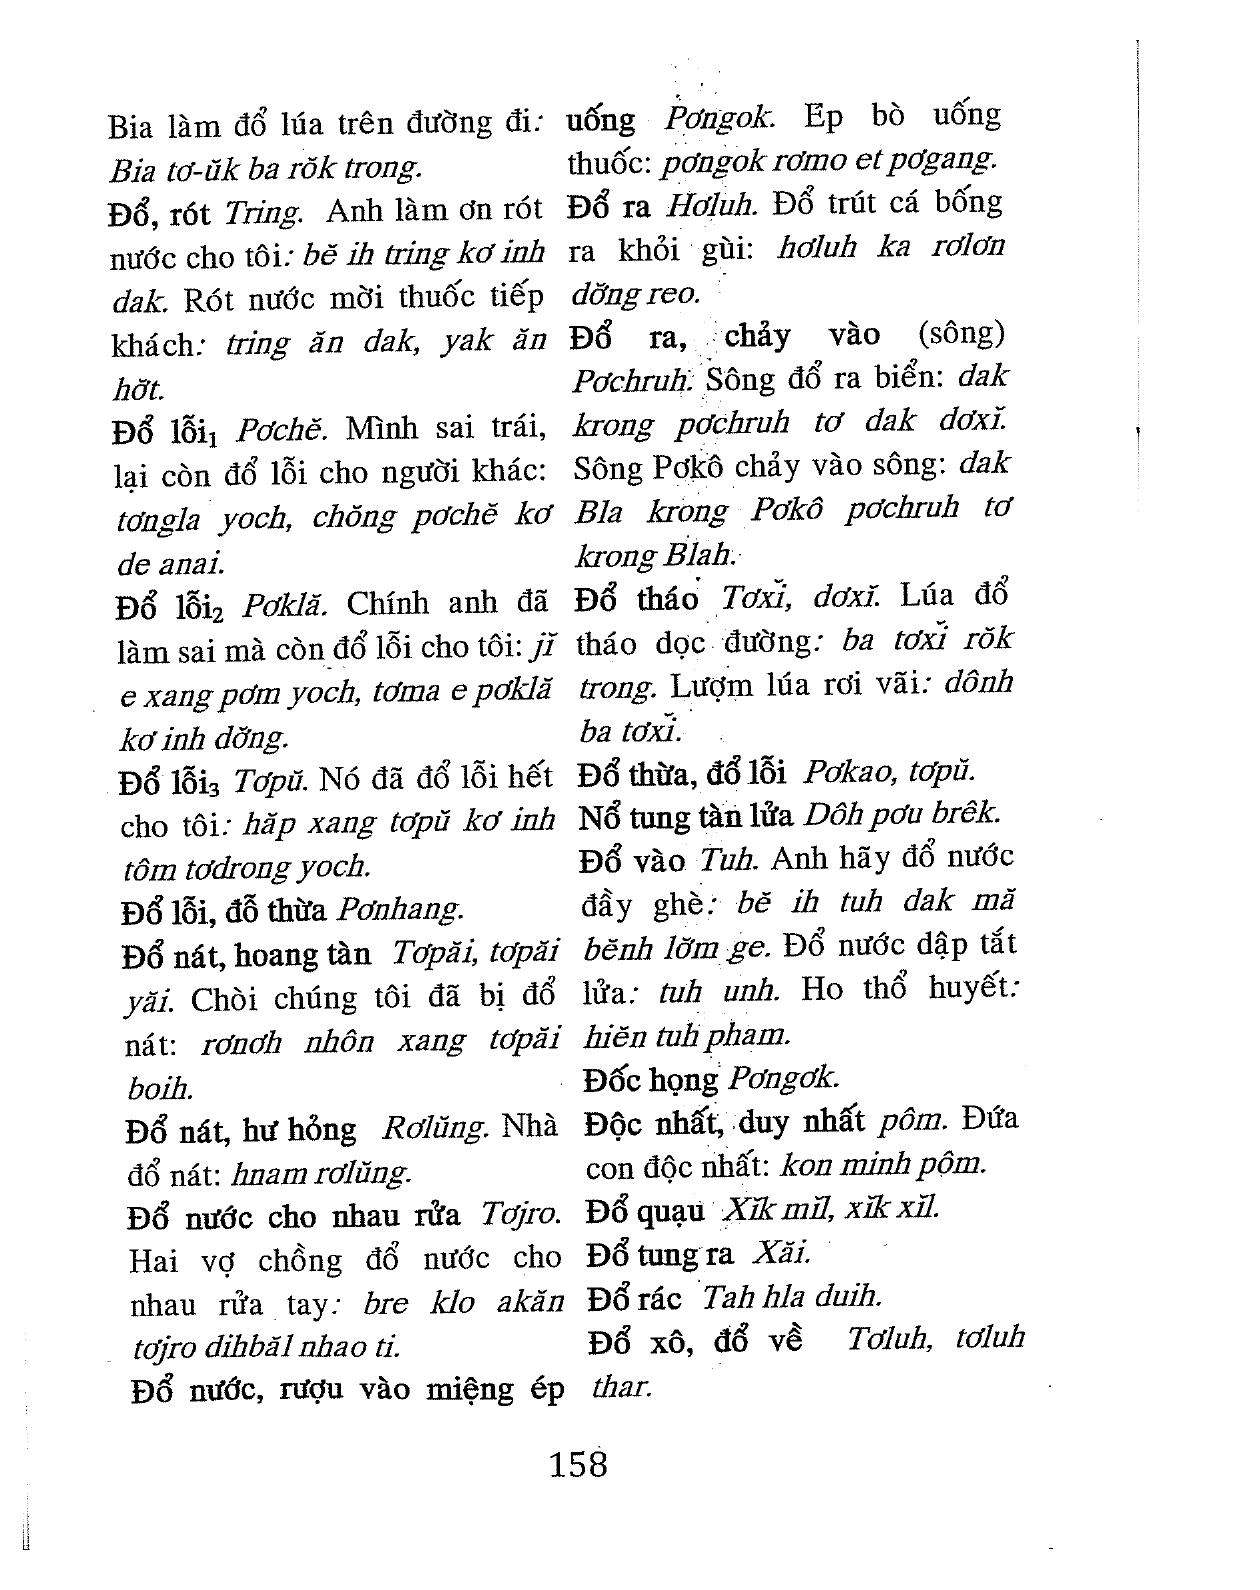 Bia làm đổ lúa trên đường đi:
Bia tơ-ŭk ba rŏk trong.
Đổ, rót Tring. Anh làm ơn rót
nước cho tôi: bĕ ih tring kơ inh
dak. Rót nước mời thuốc tiếp
khách: tring ăn dak, yak ăn
hơ̆t.
Đổ lỗi₁ Pơchĕ. Mình sai trái,
lại còn đổ lỗi cho người khác:
tơngla yoch, chŏng pơchĕ kơ
de anai.
Đổ lỗi₂ Pơklă. Chính anh đã
làm sai mà còn đổ lỗi cho tôi: jĭ
e xang pơm yoch, tơma e pơklă
kơ inh dơ̆ng.
Đổ lỗi₃ Tơpŭ. Nó đã đổ lỗi hết
cho tôi: hăp xang tơpŭ kơ inh
tôm tơdrong yoch.
Đổ lỗi, đỗ thừa Pơnhang.
Đổ nát, hoang tàn Tơpăi, tơpăi
yăi. Chòi chúng tôi đã bị đổ
nát: rơnơh nhôn xang tơpăi
boih.
Đổ nát, hư hỏng Rơlŭng. Nhà
đổ nát: hnam rơlŭng.
Đổ nước cho nhau rửa Tơjro.
Hai vợ chồng đổ nước cho
nhau rửa tay: bre klo akăn
tơjro dihbăl nhao ti.
Đổ nước, rượu vào miệng ép
uống Pơngok. Ép bò uống
thuốc: pơngok rơmo et pơgang.
Đổ ra Hơluh. Đổ trút cá bống
ra khỏi gùi: hơluh ka rơlơn
dơ̆ng reo.
Đổ ra, chảy vào (sông)
Pơchruh. Sông đổ ra biển: dak
krong pơchruh tơ dak dơxĭ.
Sông Pơkô chảy vào sông: dak
Bla krong Pơkô pơchruh tơ
krong Blah.
Đổ tháo Tơxĭ, dơxĭ. Lúa đổ
tháo dọc đường: ba tơxĭ rŏk
trong. Lượm lúa rơi vãi: dônh
ba tơxĭ.
Đổ thừa, đổ lỗi Pơkao, tơpŭ.
Nổ tung tàn lửa Dôh pơu brêk.
Đổ vào Tuh. Anh hãy đổ nước
đầy ghè: bĕ ih tuh dak mă
bĕnh lơ̆m ge. Đổ nước dập tắt
lửa: tuh unh. Ho thổ huyết:
hiĕn tuh pham.
Đốc họng Pơngơk.
Độc nhất, duy nhất pôm. Đứa
con độc nhất: kon minh pôm.
Đổ quạu Xĭk mĭl, xĭk xĭl.
Đổ tung ra Xăi.
Đổ rác Tah hla duih.
Đổ xô, đổ về Tơluh, tơluh
thar.
158